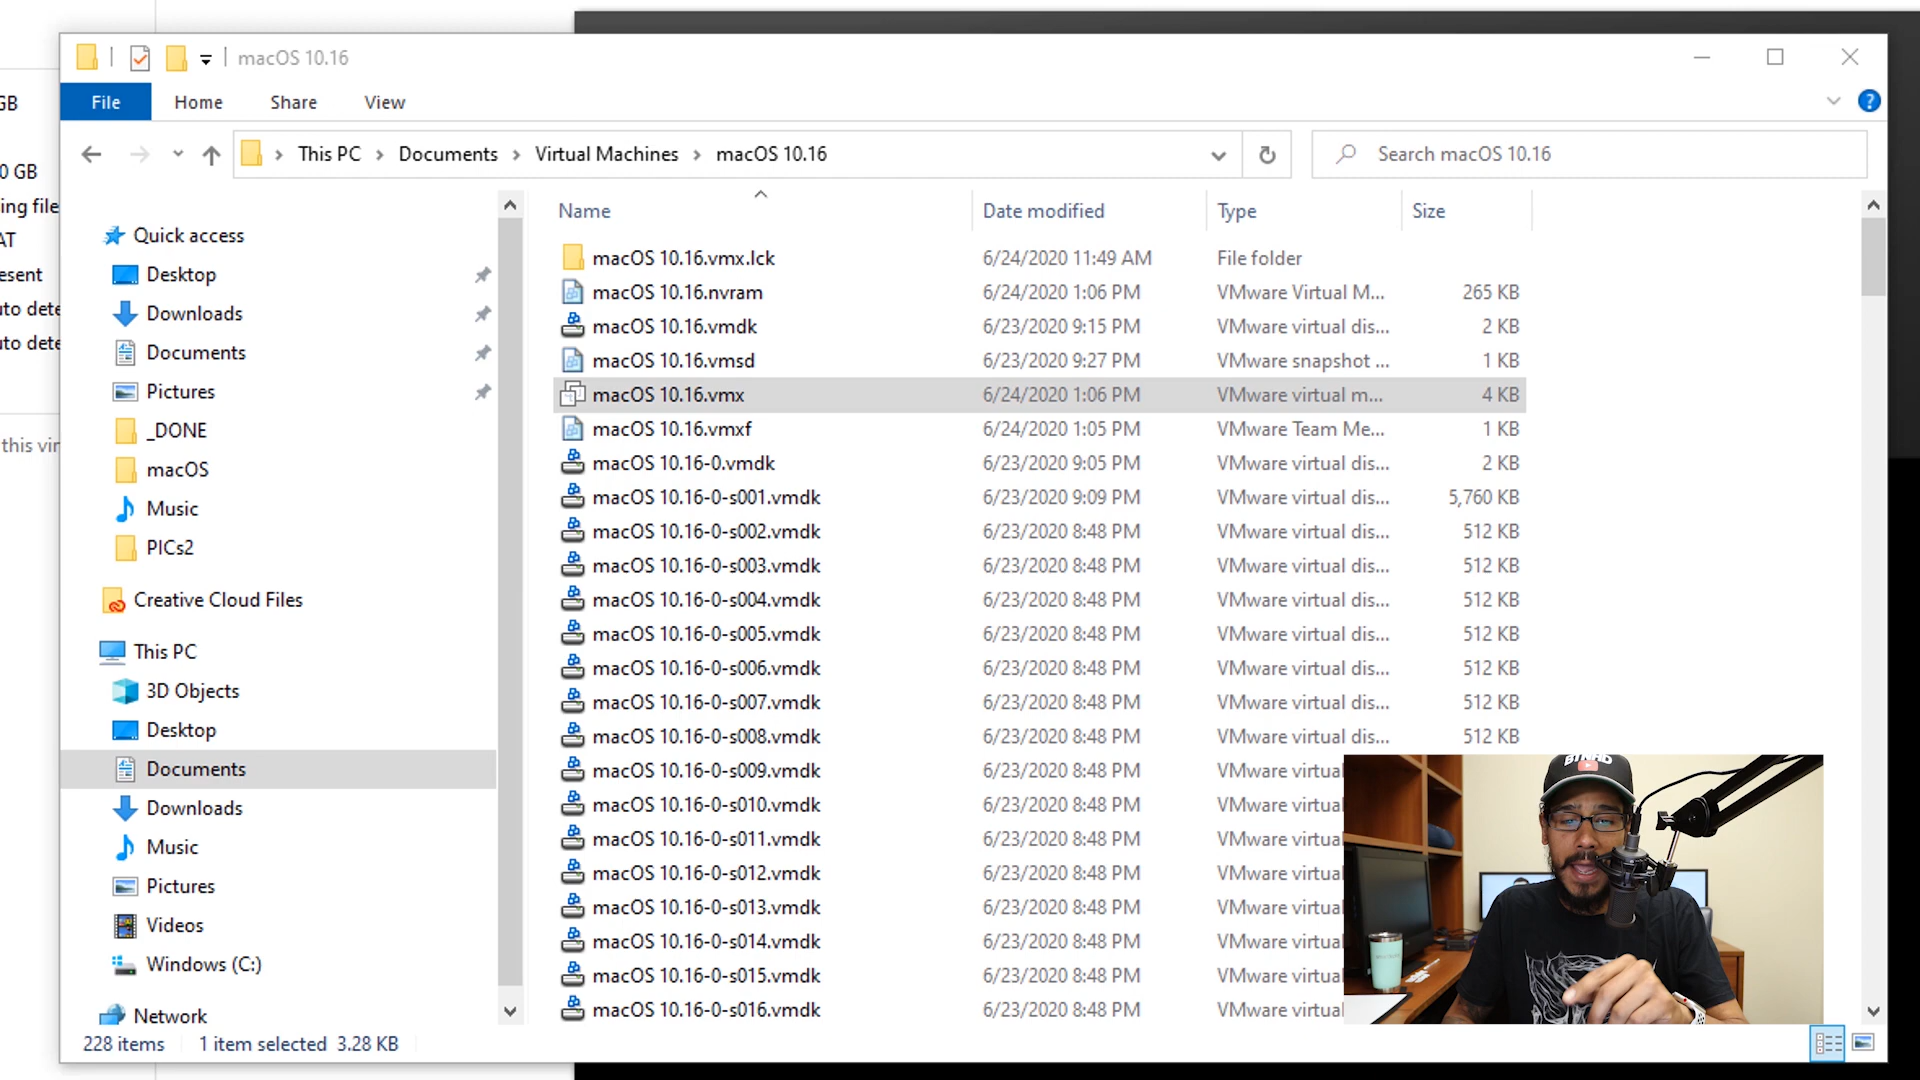 macOS 10.16
File Home Share View
This PC Documents Virtual Machines macOS 10.16
Search macOS 10.16
GB
0 GB
ing file
AT
esent
uto dete
uto dete
this vir
Quick access
Desktop
Downloads
Documents
Pictures
_DONE
macOS
Music
PICs2
Creative Cloud Files
This PC
3D Objects
Desktop
Documents
Downloads
Music
Pictures
Videos
Windows (C:)
Network
Name Date modified Type Size
macOS 10.16.vmx.lck 6/24/2020 11:49 AM File folder
macOS 10.16.nvram 6/24/2020 1:06 PM VMware Virtual M... 265 KB
macOS 10.16.vmdk 6/23/2020 9:15 PM VMware virtual dis... 2 KB
macOS 10.16.vmsd 6/23/2020 9:27 PM VMware snapshot ... 1 KB
macOS 10.16.vmx 6/24/2020 1:06 PM VMware virtual m... 4 KB
macOS 10.16.vmxf 6/24/2020 1:05 PM VMware Team Me... 1 KB
macOS 10.16-0.vmdk 6/23/2020 9:05 PM VMware virtual dis... 2 KB
macOS 10.16-0-s001.vmdk 6/23/2020 9:09 PM VMware virtual dis... 5,760 KB
macOS 10.16-0-s002.vmdk 6/23/2020 8:48 PM VMware virtual dis... 512 KB
macOS 10.16-0-s003.vmdk 6/23/2020 8:48 PM VMware virtual dis... 512 KB
macOS 10.16-0-s004.vmdk 6/23/2020 8:48 PM VMware virtual dis... 512 KB
macOS 10.16-0-s005.vmdk 6/23/2020 8:48 PM VMware virtual dis... 512 KB
macOS 10.16-0-s006.vmdk 6/23/2020 8:48 PM VMware virtual dis... 512 KB
macOS 10.16-0-s007.vmdk 6/23/2020 8:48 PM VMware virtual dis... 512 KB
macOS 10.16-0-s008.vmdk 6/23/2020 8:48 PM VMware virtual dis... 512 KB
macOS 10.16-0-s009.vmdk 6/23/2020 8:48 PM VMware virtual
macOS 10.16-0-s010.vmdk 6/23/2020 8:48 PM VMware virtual
macOS 10.16-0-s011.vmdk 6/23/2020 8:48 PM VMware virtual
macOS 10.16-0-s012.vmdk 6/23/2020 8:48 PM VMware virtual
macOS 10.16-0-s013.vmdk 6/23/2020 8:48 PM VMware virtual
macOS 10.16-0-s014.vmdk 6/23/2020 8:48 PM VMware virtual
macOS 10.16-0-s015.vmdk 6/23/2020 8:48 PM VMware virtual
macOS 10.16-0-s016.vmdk 6/23/2020 8:48 PM VMware virtual
228 items 1 item selected 3.28 KB